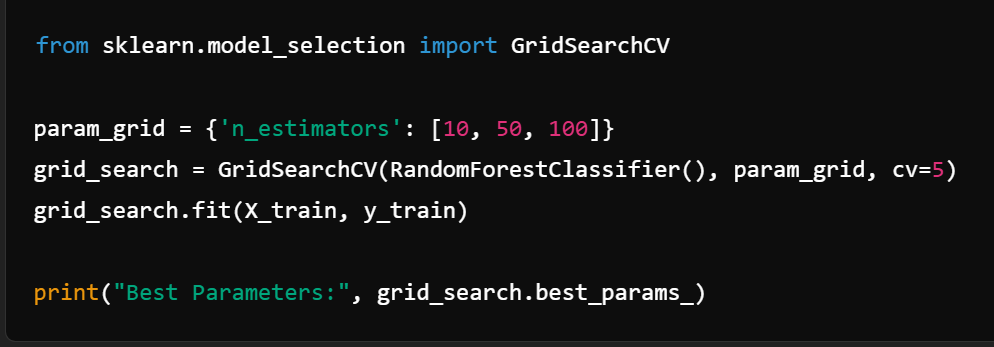 from sklearn.model_selection import GridSearchCV
param_grid = {'n_estimators': [10, 50, 100]}
grid_search = GridSearchCV(RandomForestClassifier(), param_grid, cv=5)
grid_search.fit(X_train, y_train)
print("Best Parameters:", grid_search.best_params_)